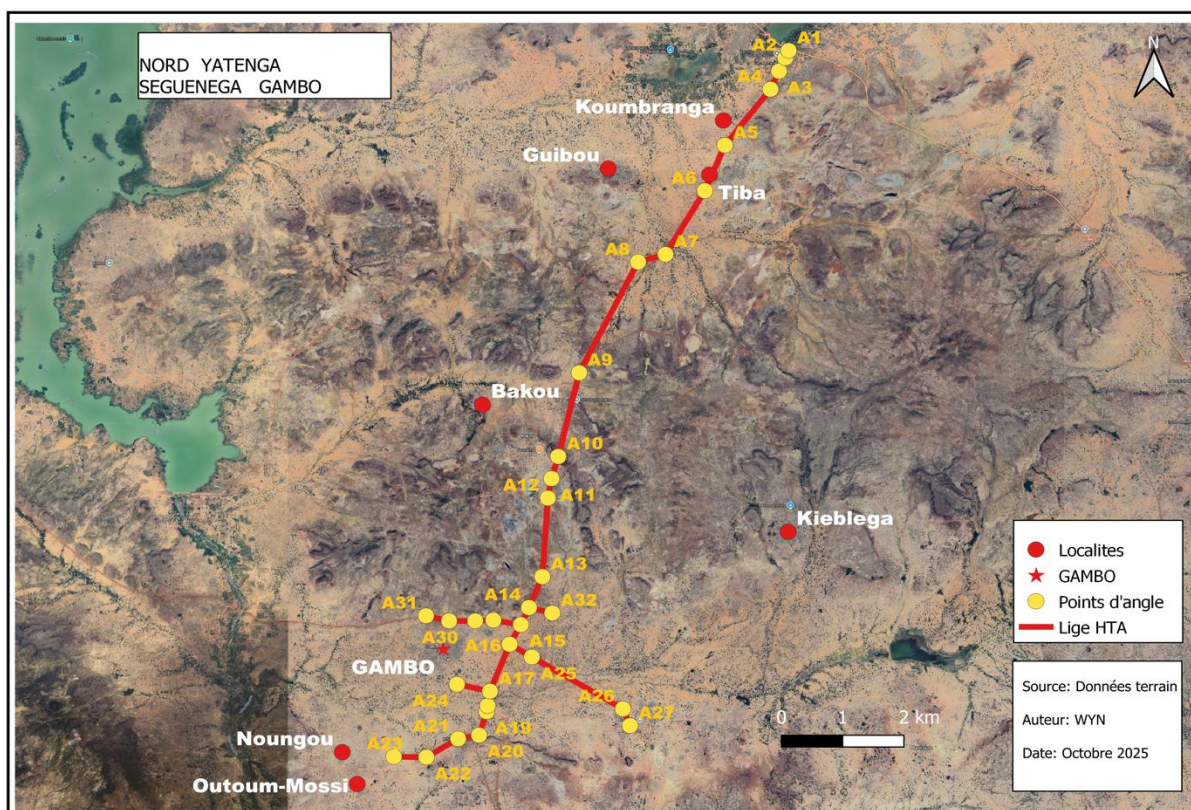 NORD YATENGA
SEGUENEGA GAMBO
N
A2
A1
A4
A3
Koumbranga
A5
Guibou
A6
Tiba
A8
A7
A9
Bakou
A10
A12
A11
Kieblega
A13
A14
A32
A31
A30
A16
A15
GAMBO
A25
A17
A24
A26
A27
A21
A19
Noungou
A23
A20
A22
Outoum-Mossi
0 1 2 km
Localites
GAMBO
Points d'angle
Lige HTA
Source: Données terrain
Auteur: WYN
Date: Octobre 2025